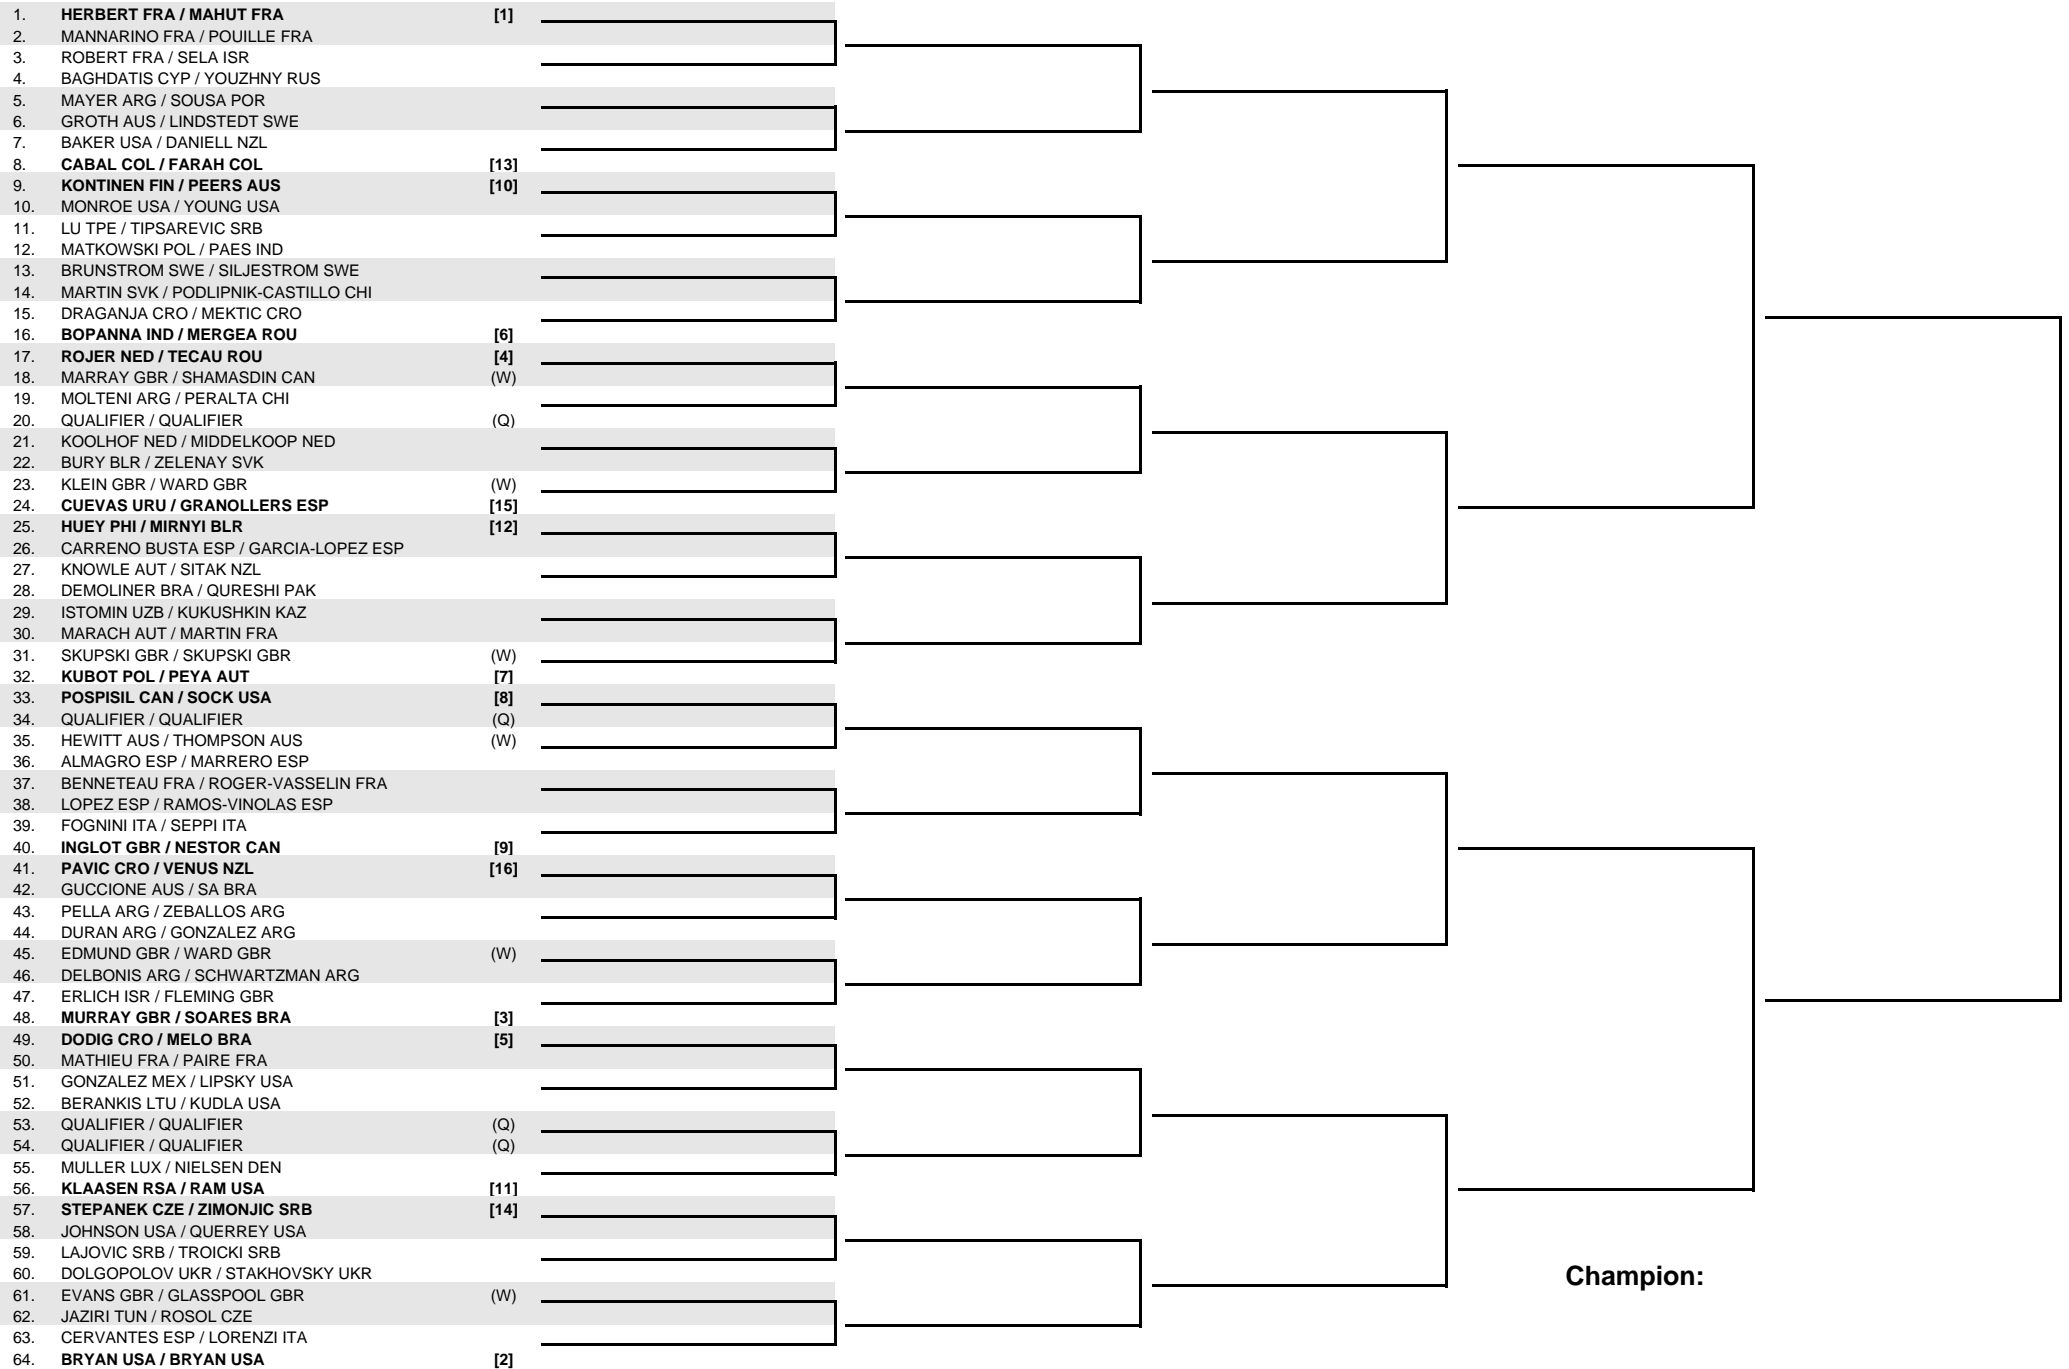 1. HERBERT FRA / MAHUT FRA [1]
2. MANNARINO FRA / POUILLE FRA
3. ROBERT FRA / SELA ISR
4. BAGHDATIS CYP / YOUZHNY RUS
5. MAYER ARG / SOUSA POR
6. GROTH AUS / LINDSTEDT SWE
7. BAKER USA / DANIELL NZL
8. CABAL COL / FARAH COL [13]
9. KONTINEN FIN / PEERS AUS [10]
10. MONROE USA / YOUNG USA
11. LU TPE / TIPSAREVIC SRB
12. MATKOWSKI POL / PAES IND
13. BRUNSTROM SWE / SILJESTROM SWE
14. MARTIN SVK / PODLIPNIK-CASTILLO CHI
15. DRAGANJA CRO / MEKTIC CRO
16. BOPANNA IND / MERGEA ROU [6]
17. ROJER NED / TECAU ROU [4]
18. MARRAY GBR / SHAMASDIN CAN (W)
19. MOLTENI ARG / PERALTA CHI
20. QUALIFIER / QUALIFIER (Q)
21. KOOLHOF NED / MIDDELKOOP NED
22. BURY BLR / ZELENAY SVK
23. KLEIN GBR / WARD GBR (W)
24. CUEVAS URU / GRANOLLERS ESP [15]
25. HUEY PHI / MIRNYI BLR [12]
26. CARRENO BUSTA ESP / GARCIA-LOPEZ ESP
27. KNOWLE AUT / SITAK NZL
28. DEMOLINER BRA / QURESHI PAK
29. ISTOMIN UZB / KUKUSHKIN KAZ
30. MARACH AUT / MARTIN FRA
31. SKUPSKI GBR / SKUPSKI GBR (W)
32. KUBOT POL / PEYA AUT [7]
33. POSPISIL CAN / SOCK USA [8]
34. QUALIFIER / QUALIFIER (Q)
35. HEWITT AUS / THOMPSON AUS (W)
36. ALMAGRO ESP / MARRERO ESP
37. BENNETEAU FRA / ROGER-VASSELIN FRA
38. LOPEZ ESP / RAMOS-VINOLAS ESP
39. FOGNINI ITA / SEPPI ITA
40. INGLOT GBR / NESTOR CAN [9]
41. PAVIC CRO / VENUS NZL [16]
42. GUCCIONE AUS / SA BRA
43. PELLA ARG / ZEBALLOS ARG
44. DURAN ARG / GONZALEZ ARG
45. EDMUND GBR / WARD GBR (W)
46. DELBONIS ARG / SCHWARTZMAN ARG
47. ERLICH ISR / FLEMING GBR
48. MURRAY GBR / SOARES BRA [3]
49. DODIG CRO / MELO BRA [5]
50. MATHIEU FRA / PAIRE FRA
51. GONZALEZ MEX / LIPSKY USA
52. BERANKIS LTU / KUDLA USA
53. QUALIFIER / QUALIFIER (Q)
54. QUALIFIER / QUALIFIER (Q)
55. MULLER LUX / NIELSEN DEN
56. KLAASEN RSA / RAM USA [11]
57. STEPANEK CZE / ZIMONJIC SRB [14]
58. JOHNSON USA / QUERREY USA
59. LAJOVIC SRB / TROICKI SRB
60. DOLGOPOLOV UKR / STAKHOVSKY UKR
Champion:
61. EVANS GBR / GLASSPOOL GBR (W)
62. JAZIRI TUN / ROSOL CZE
63. CERVANTES ESP / LORENZI ITA
64. BRYAN USA / BRYAN USA [2]